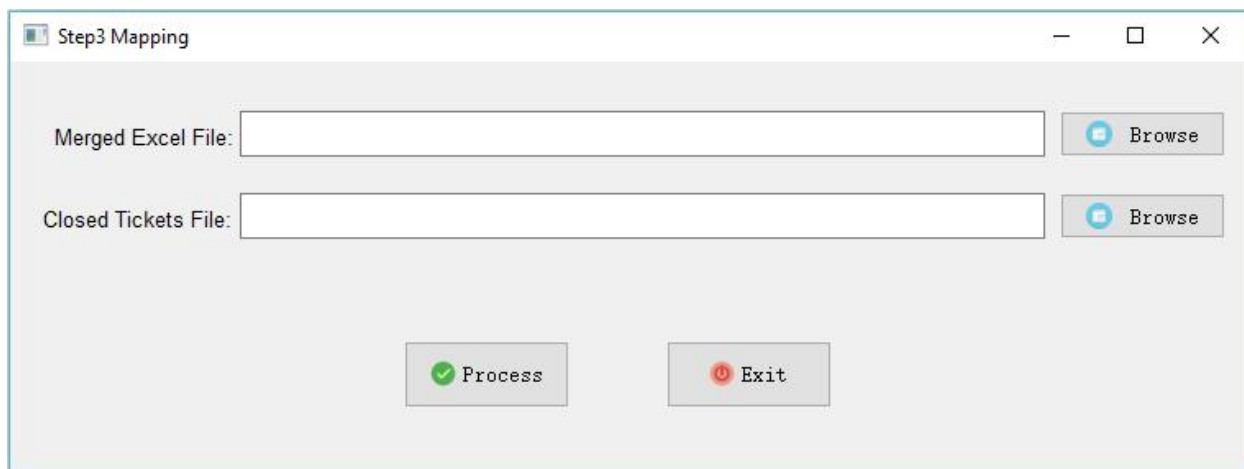 Step3 Mapping
Merged Excel File: Browse
Closed Tickets File: Browse
Process Exit